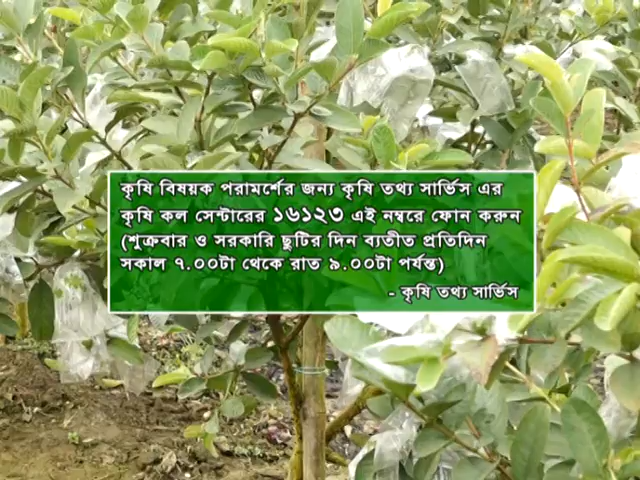 কৃষি বিষয়ক পরামর্শের জন্য কৃষি তথ্য সার্ভিস এর
কৃষি কল সেন্টারের ১৬১২৩ এই নম্বরে ফোন করুন
(শুক্রবার ও সরকারি ছুটির দিন ব্যতীত প্রতিদিন
সকাল ৭.০০টা থেকে রাত ৯.০০টা পর্যন্ত)
- কৃষি তথ্য সার্ভিস